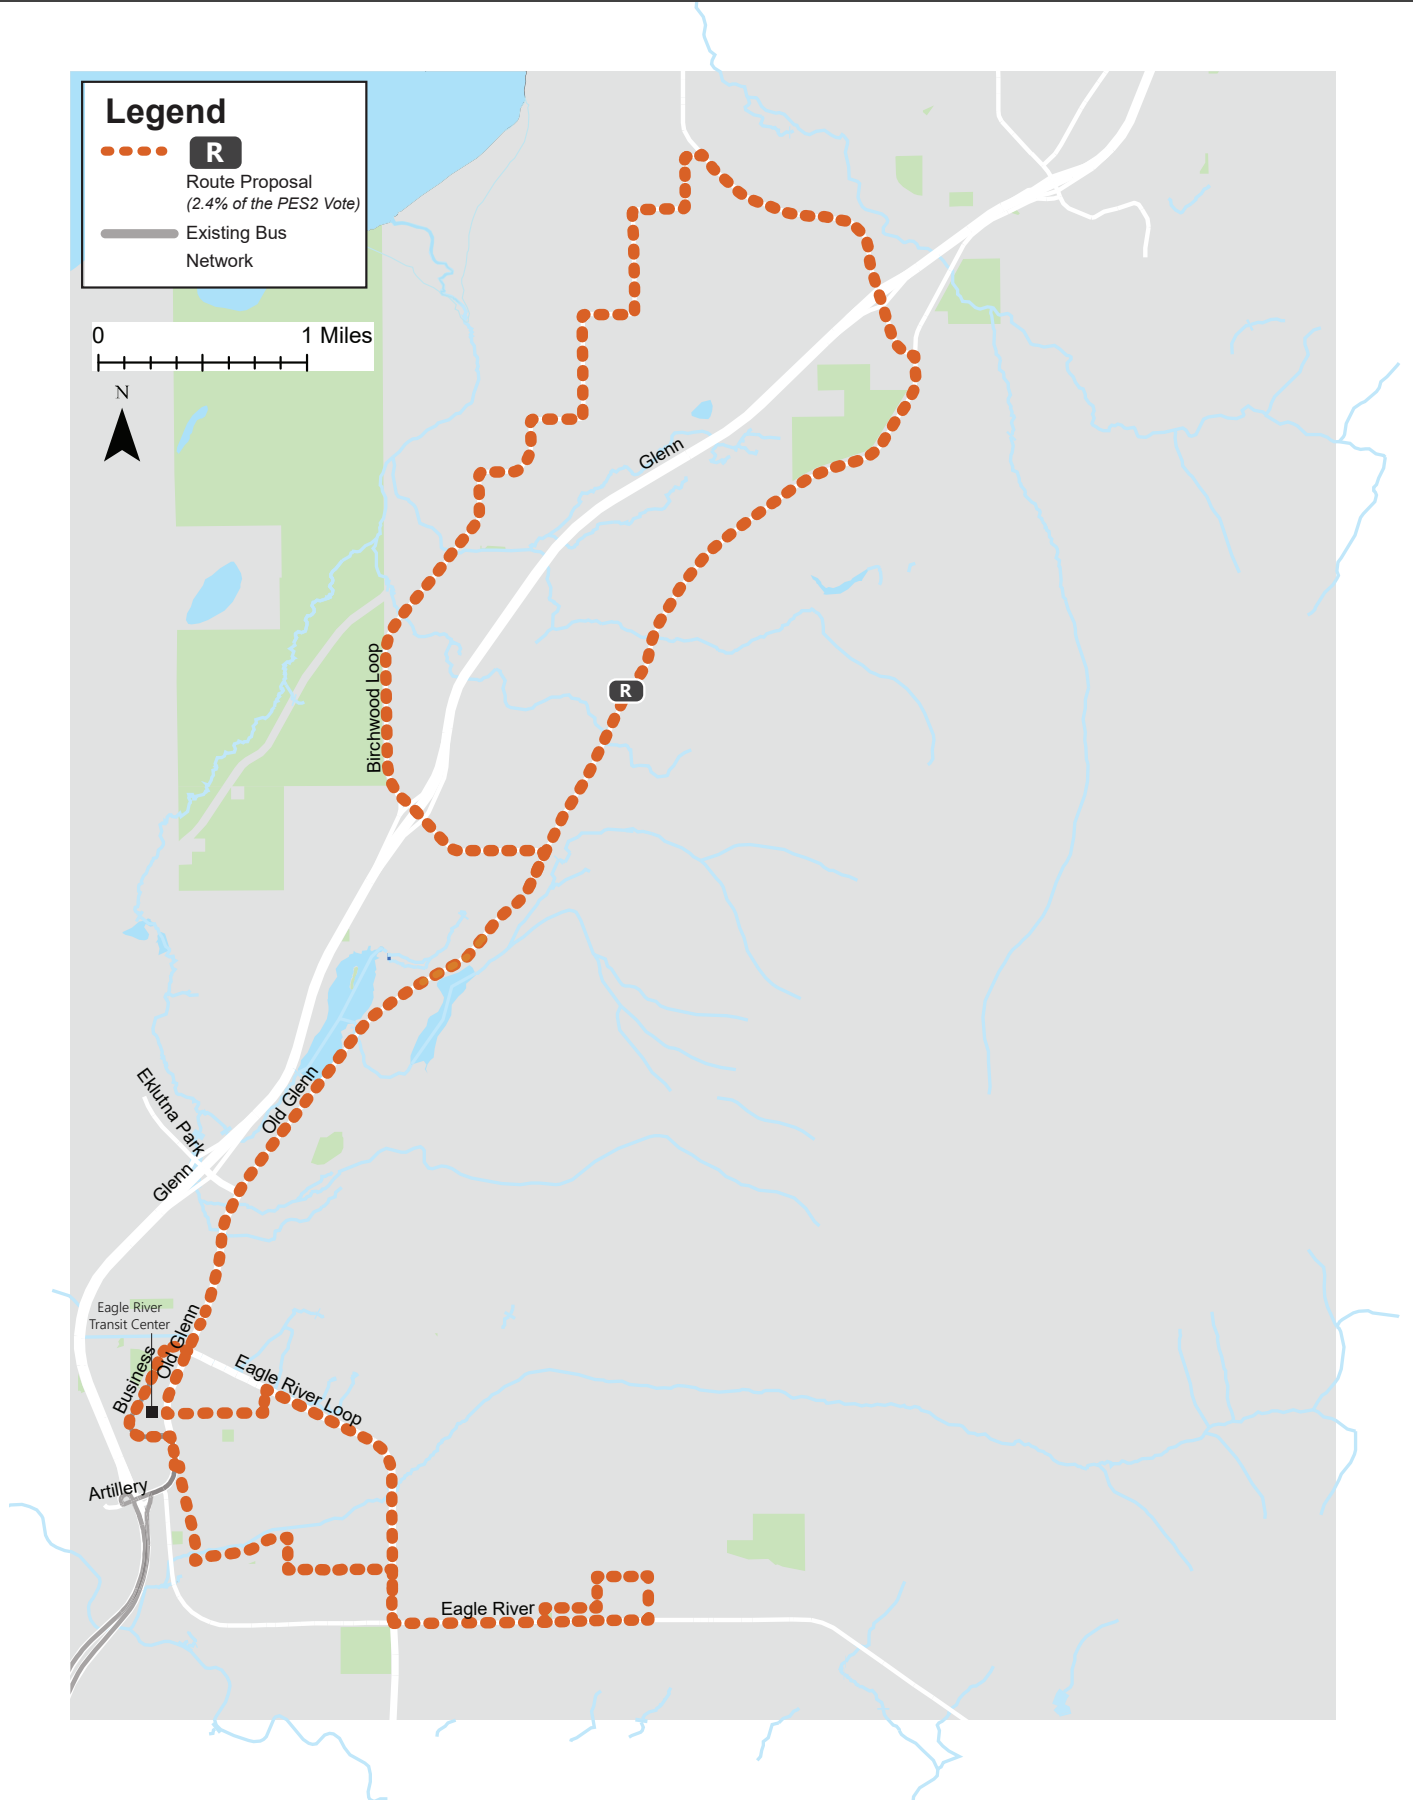 Legend
R
Route Proposal
(2.4% of the PES2 Vote)
Existing Bus
Network
0 1 Miles
N
Glenn
Birchwood Loop
R
Old Glenn
Eklutna Park
Glenn
Eagle River
Transit Center
Old Glenn
Business
Eagle River Loop
Artillery
Eagle River